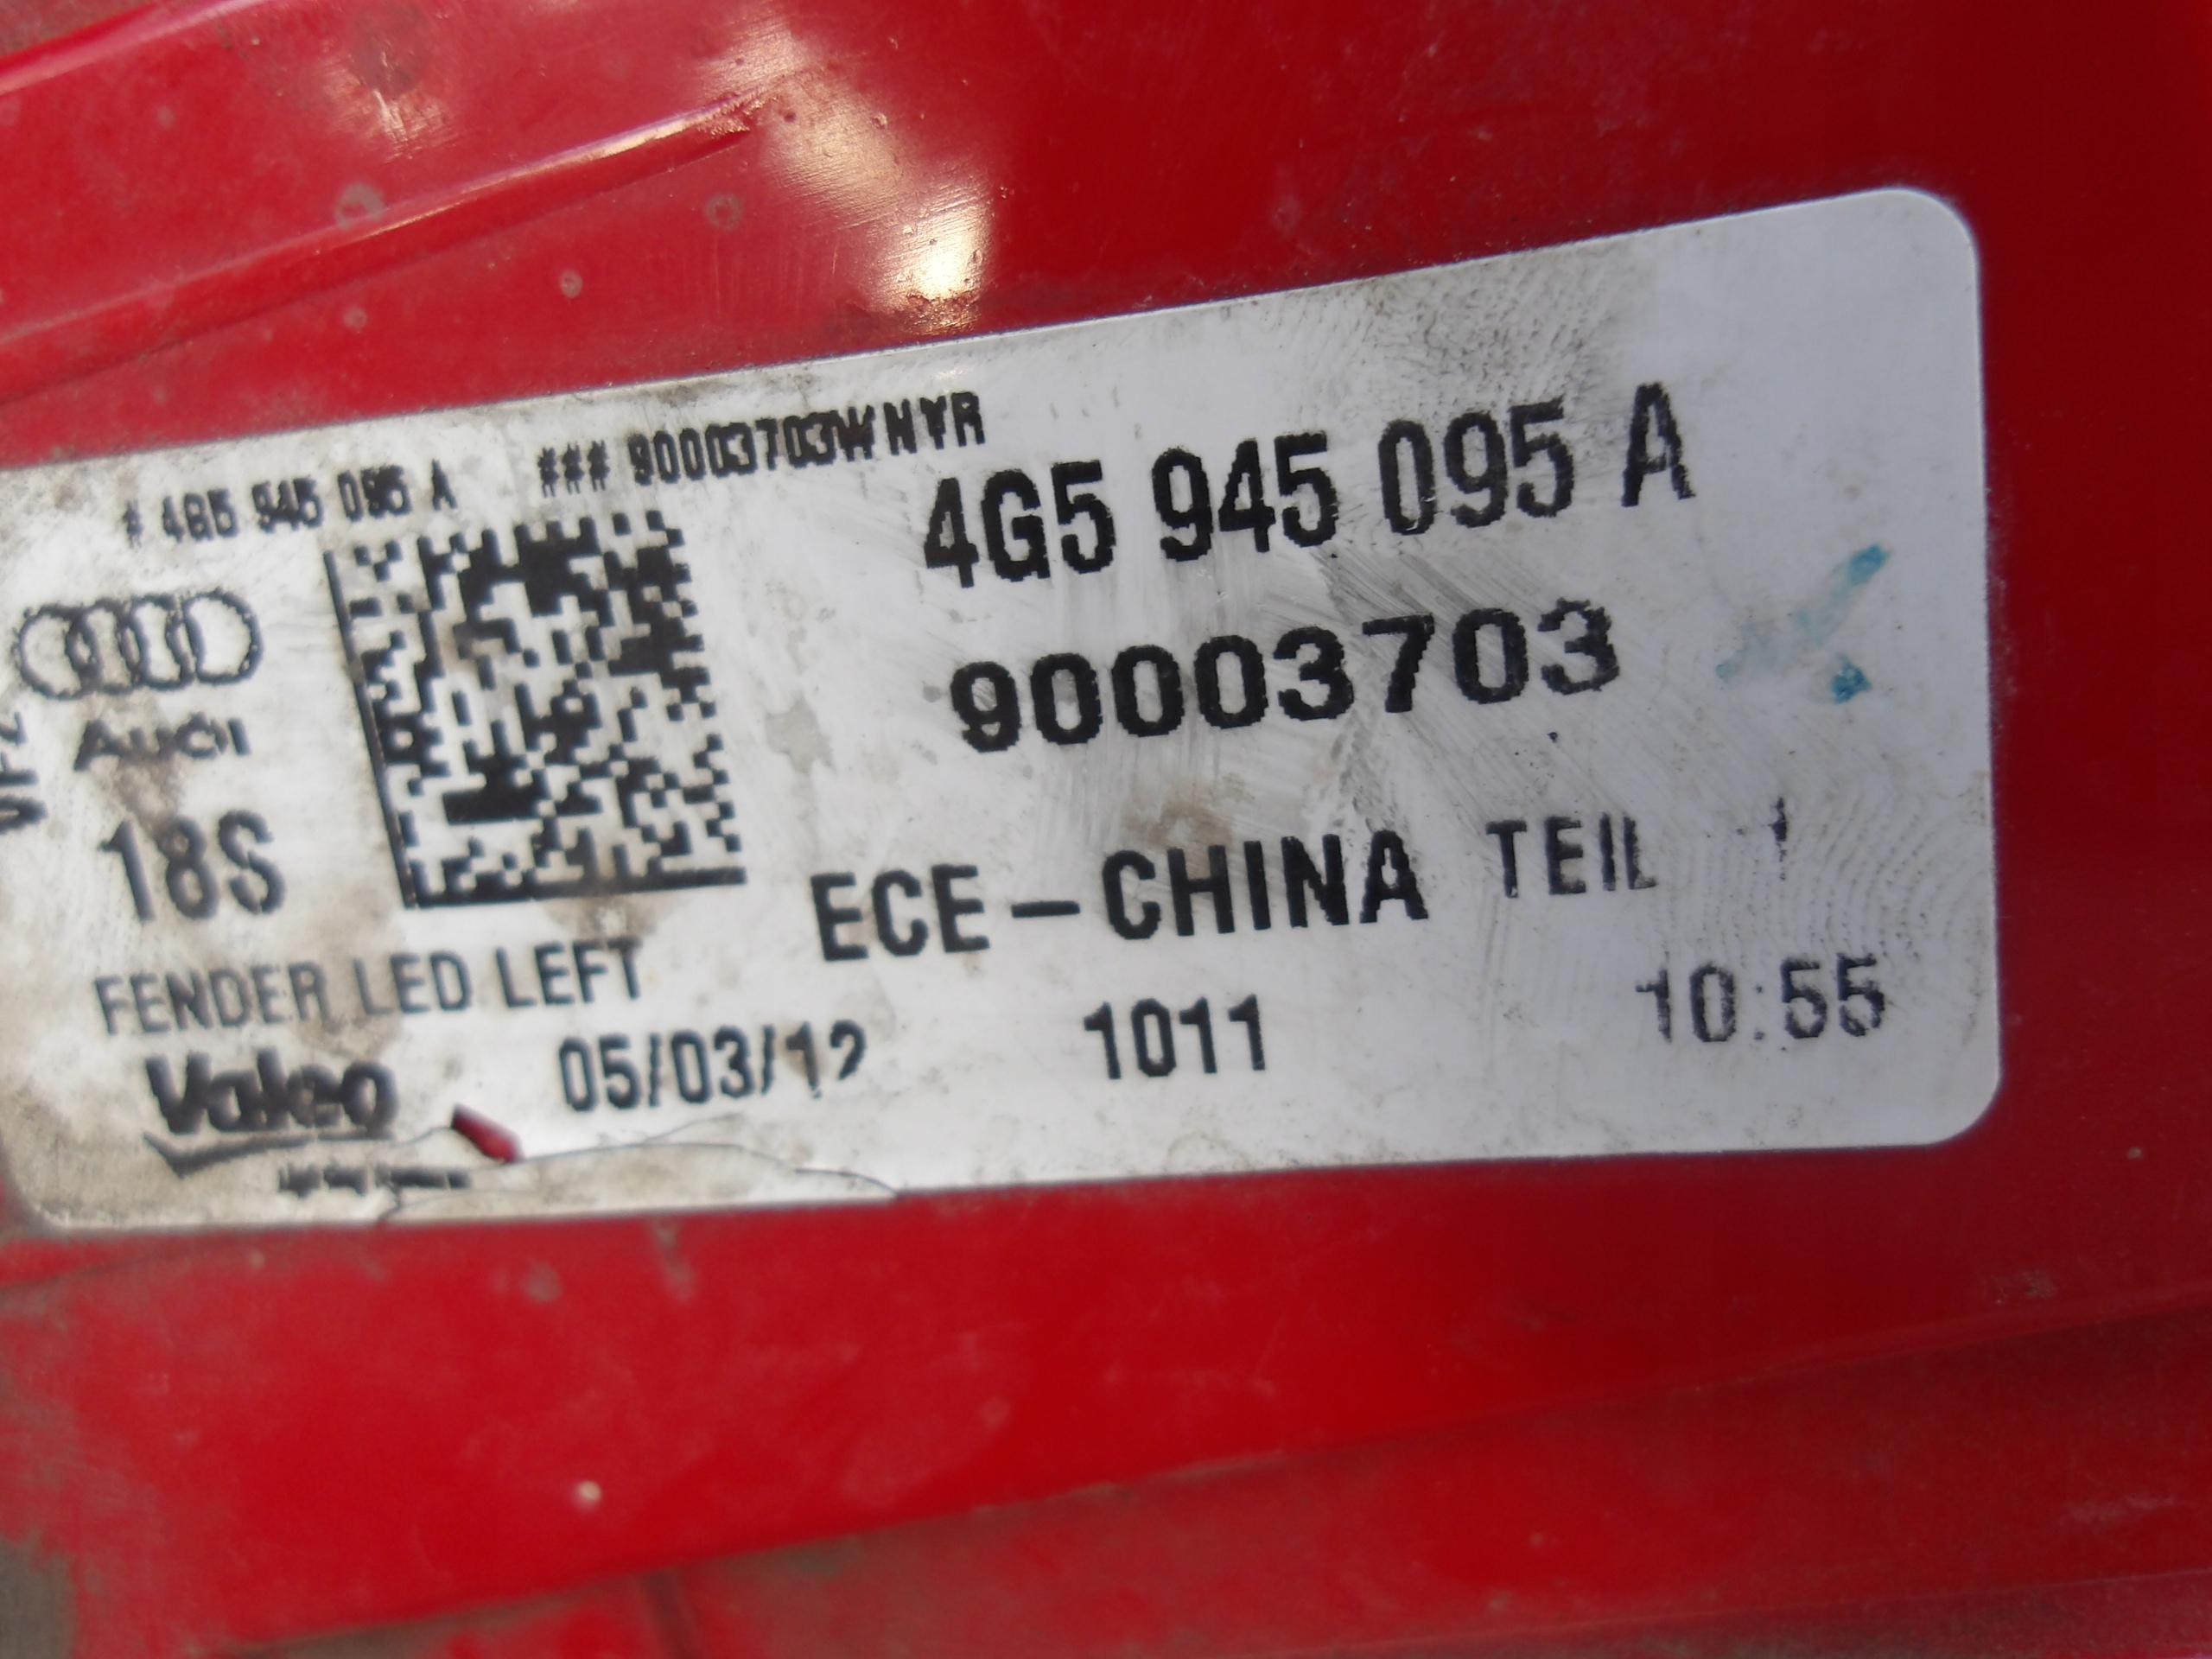 # 4G5 945 095 A ### 90003703WNYR
4G5 945 095 A
90003703
Audi
18S
ECE-CHINA TEIL 1
FENDER LED LEFT
Valeo
05/03/12 1011 10:55